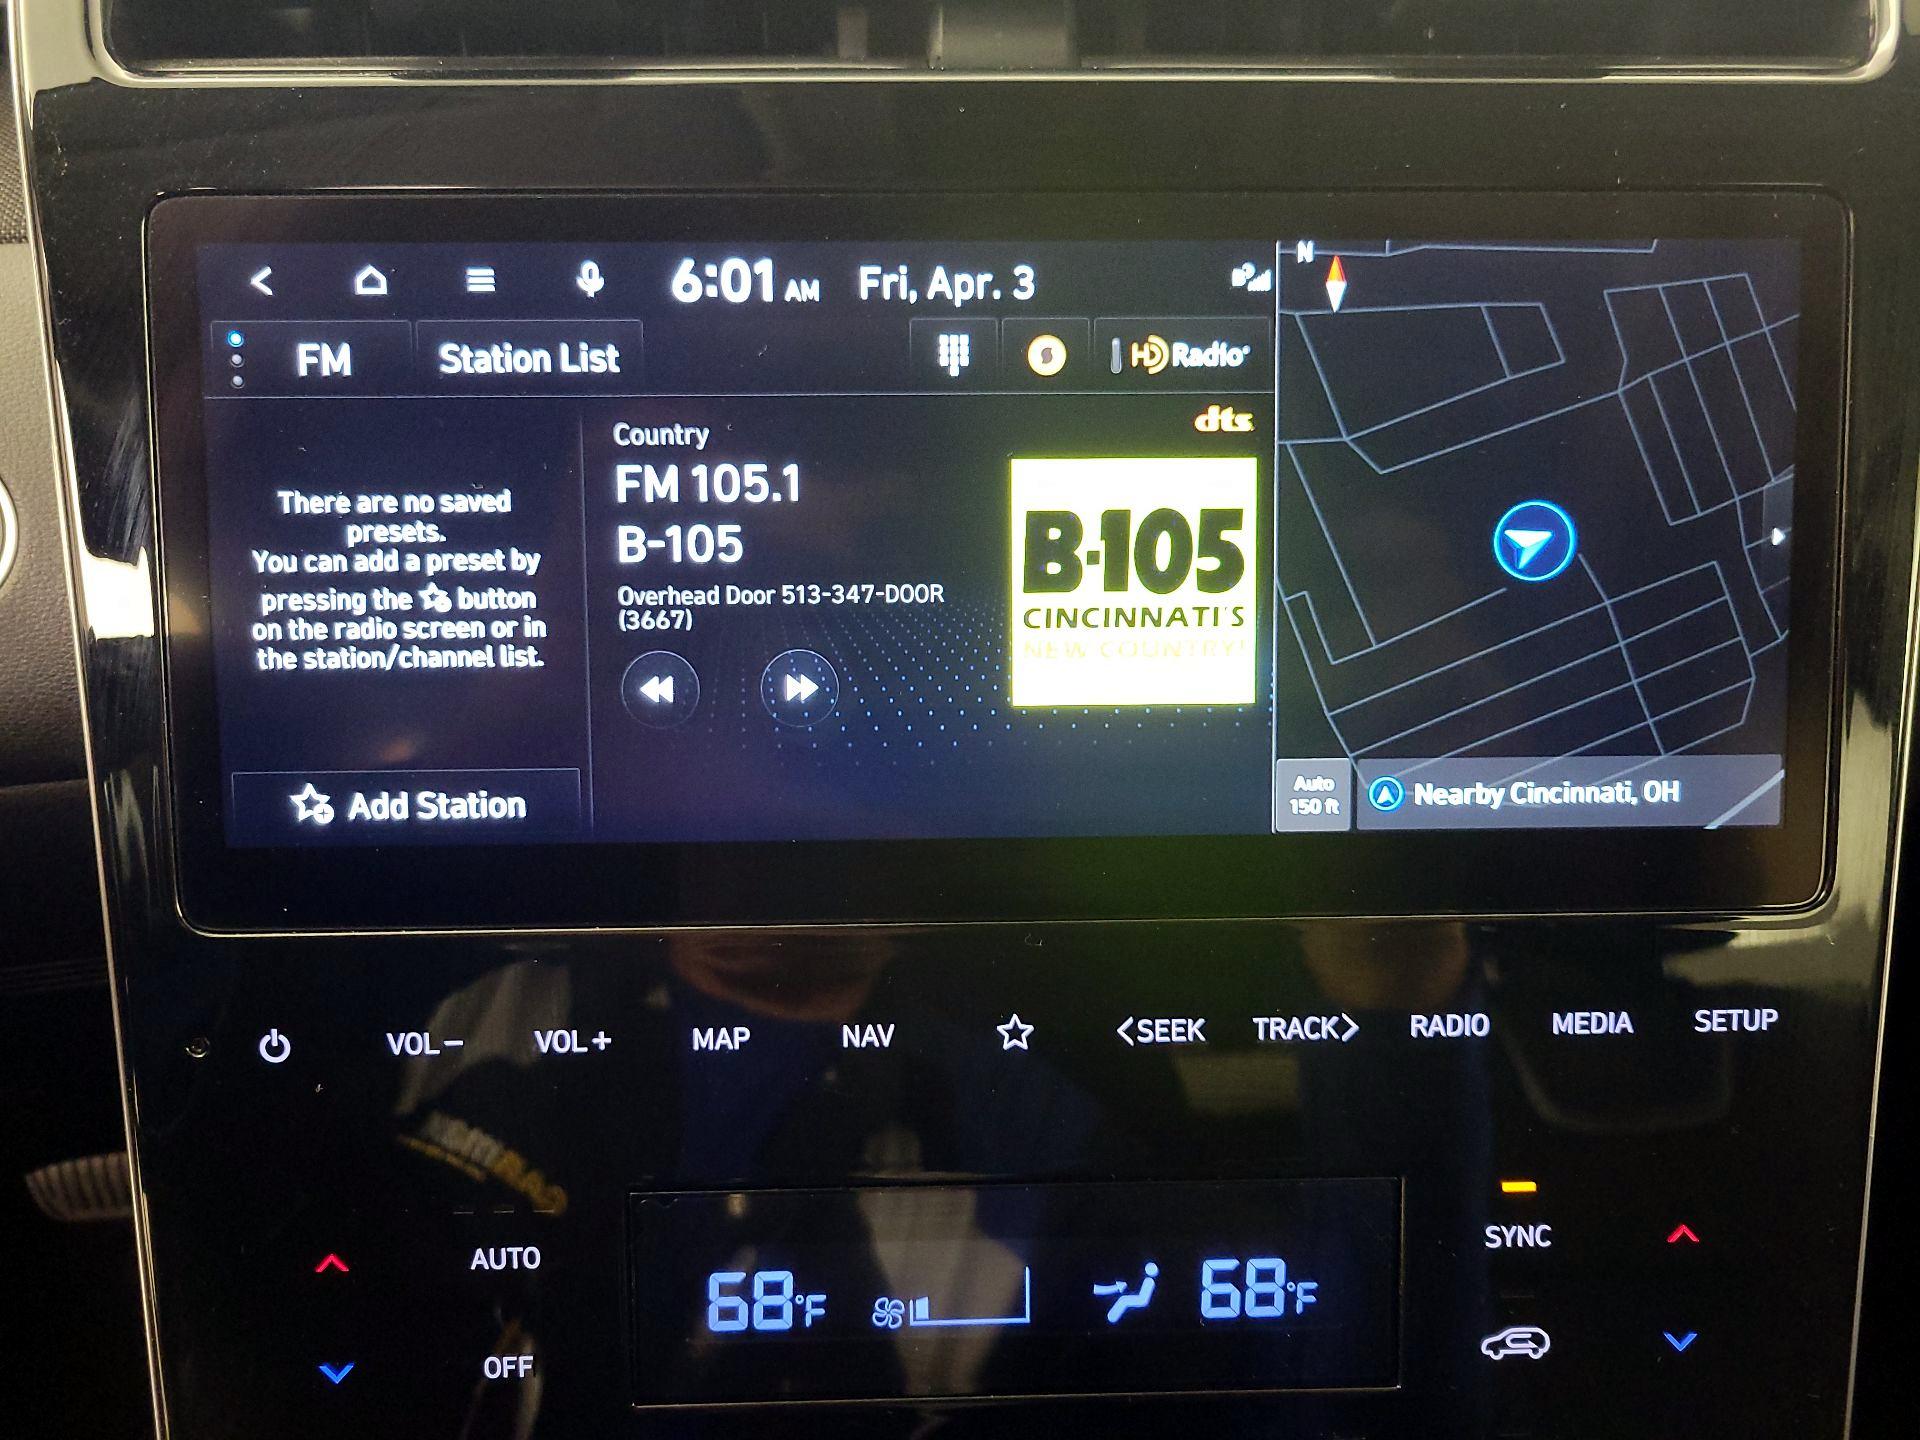 6:01 AM Fri, Apr. 3
N
FM
Station List
HD Radio
dts
There are no saved
presets.
You can add a preset by
pressing the button
on the radio screen or in
the station/channel list.
Add Station
Country
FM 105.1
B-105
Overhead Door 513-347-DOOR
(3667)
B-105
CINCINNATI'S
NEW COUNTRY!
Auto
150 ft
Nearby Cincinnati, OH
VOL−
VOL+
MAP
NAV
<SEEK
TRACK>
RADIO
MEDIA
SETUP
AUTO
OFF
68°F
68°F
SYNC